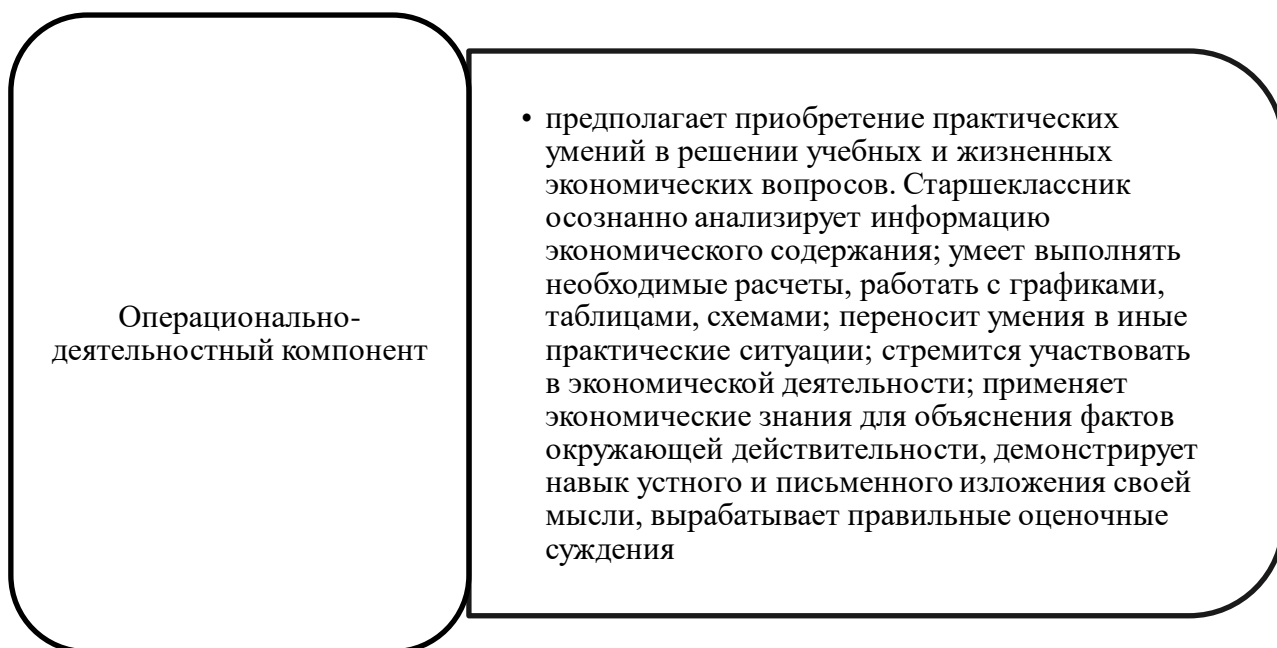 Операционально-
деятельностный компонент
• предполагает приобретение практических
умений в решении учебных и жизненных
экономических вопросов. Старшеклассник
осознанно анализирует информацию
экономического содержания; умеет выполнять
необходимые расчеты, работать с графиками,
таблицами, схемами; переносит умения в иные
практические ситуации; стремится участвовать
в экономической деятельности; применяет
экономические знания для объяснения фактов
окружающей действительности, демонстрирует
навык устного и письменного изложения своей
мысли, вырабатывает правильные оценочные
суждения